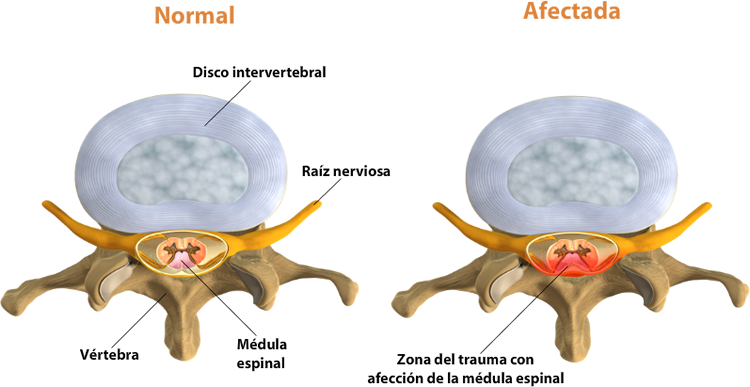 Normal
Afectada
Disco intervertebral
Raíz nerviosa
Vértebra
Médula
espinal
Zona del trauma con
afección de la médula espinal